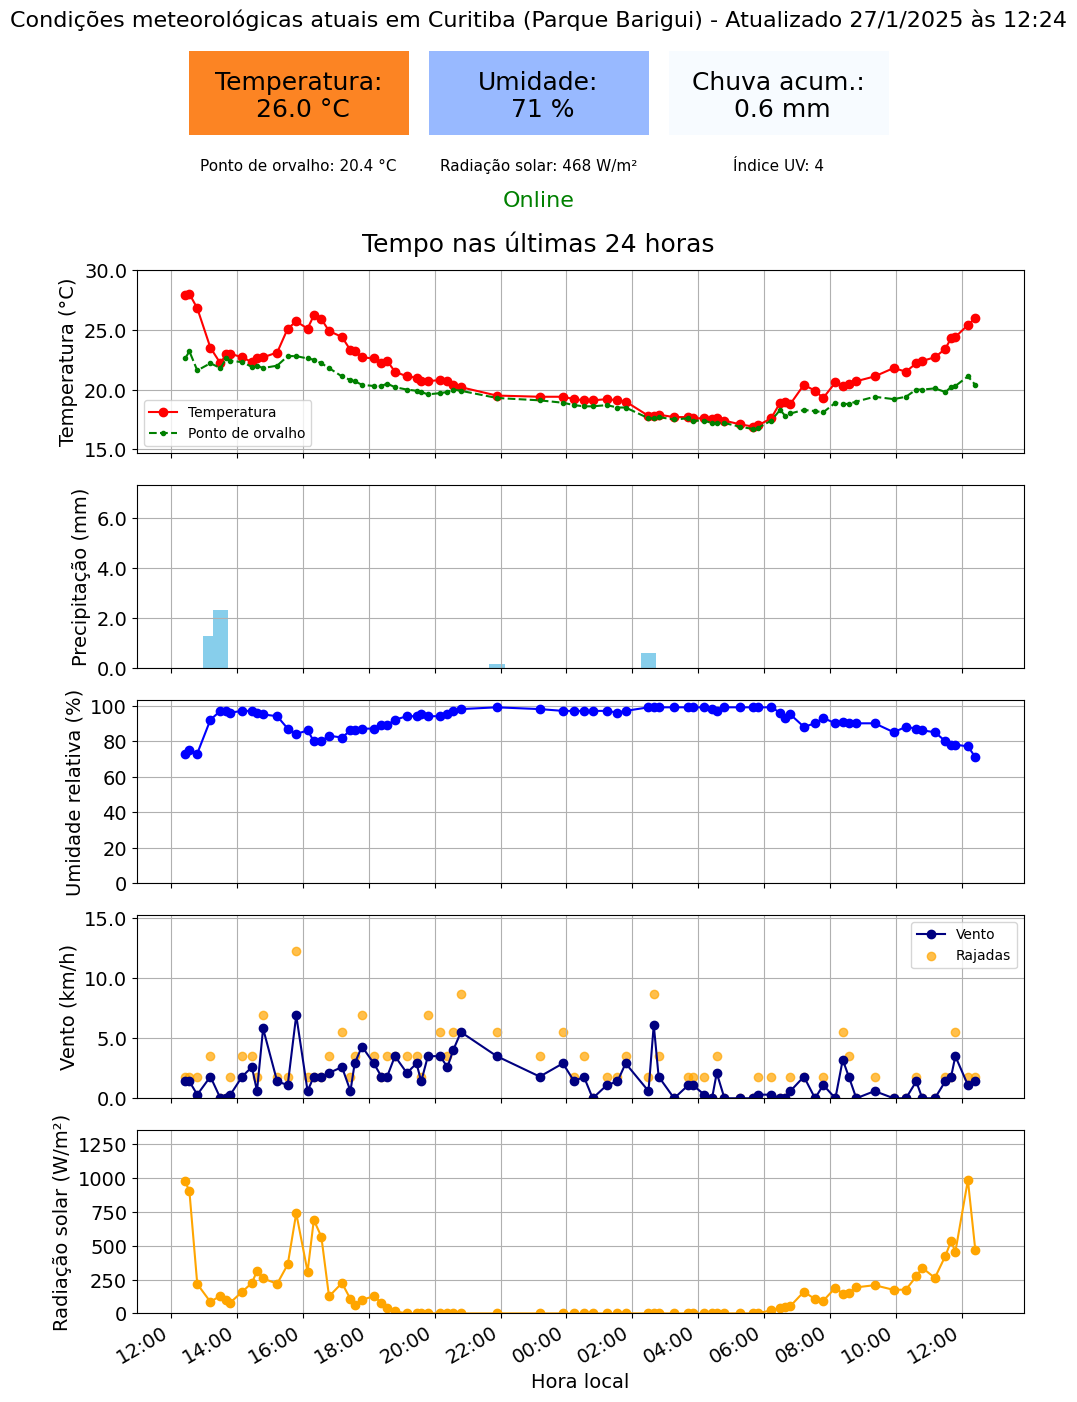 Condições meteorológicas atuais em Curitiba (Parque Barigui) - Atualizado 27/1/2025 às 12:24
Temperatura:
26.0 °C
Umidade:
71 %
Chuva acum.:
0.6 mm
Ponto de orvalho: 20.4 °C
Radiação solar: 468 W/m²
Índice UV: 4
Online
Tempo nas últimas 24 horas
Temperatura (°C)
30.0
25.0
20.0
15.0
Temperatura
Ponto de orvalho
Precipitação (mm)
6.0
4.0
2.0
0.0
Umidade relativa (%)
100
80
60
40
20
0
Vento (km/h)
15.0
10.0
5.0
0.0
Vento
Rajadas
Radiação solar (W/m²)
1250
1000
750
500
250
0
12:00
14:00
16:00
18:00
20:00
22:00
00:00
02:00
04:00
06:00
08:00
10:00
12:00
Hora local